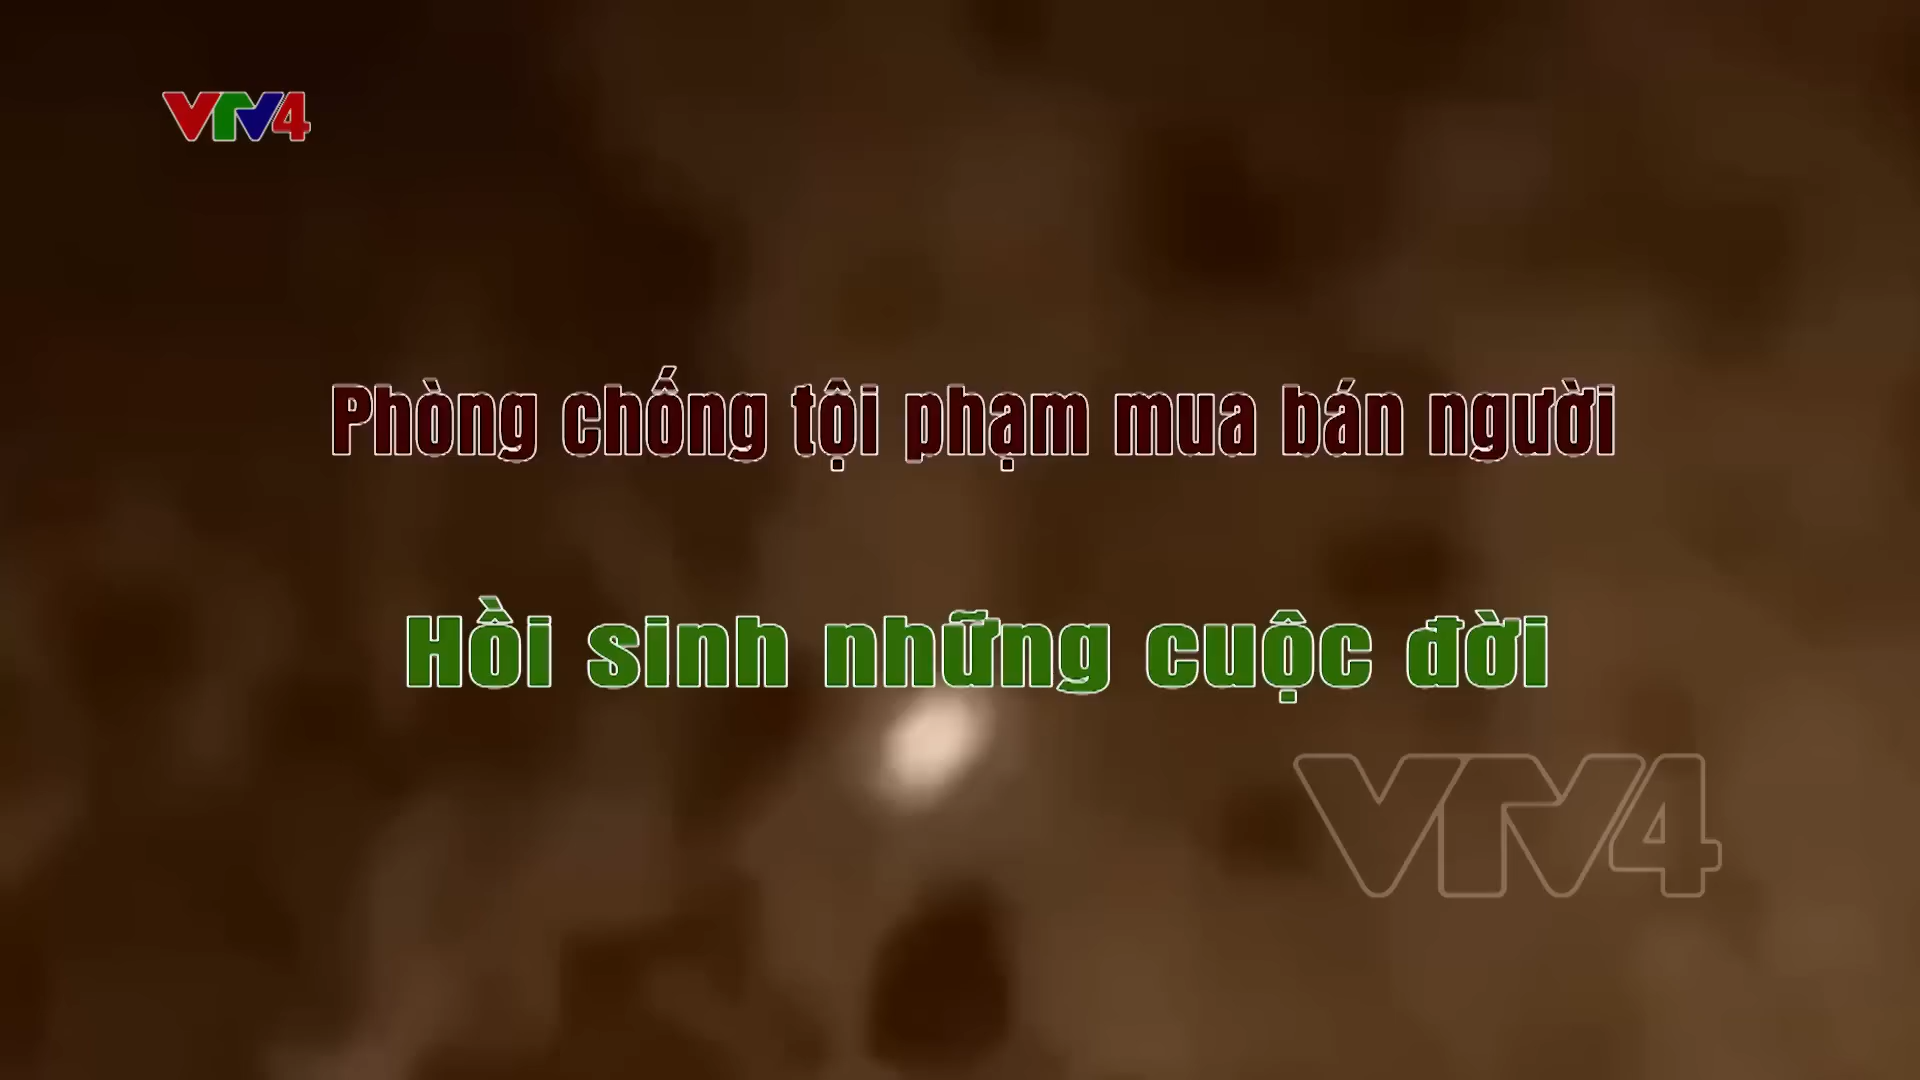 VTV4
Phòng chống tội phạm mua bán người
Hồi sinh những cuộc đời
VTV4